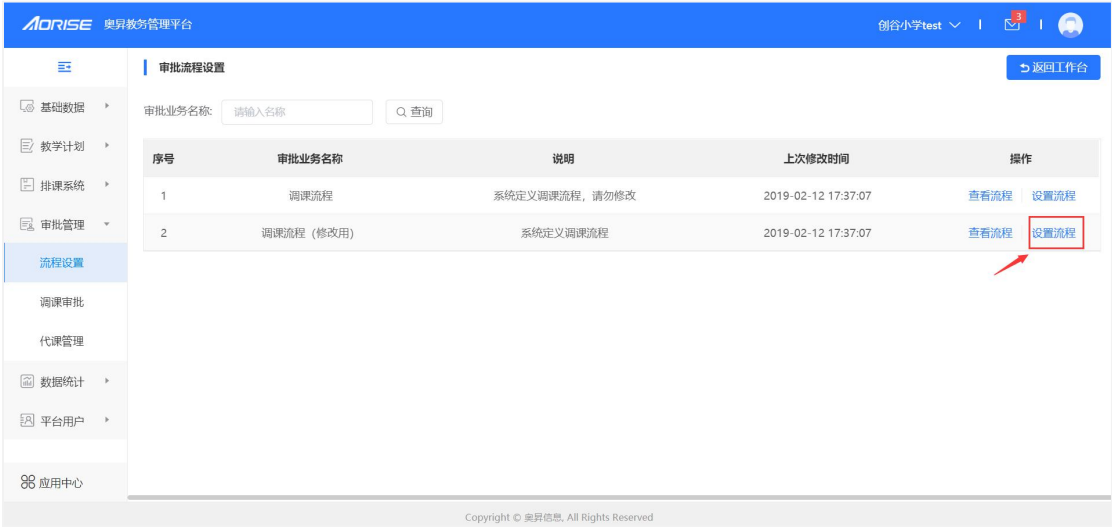 AORISE 奥昇教务管理平台 创谷小学test 3
审批流程设置 返回工作台
基础数据
教学计划
排课系统
审批管理
流程设置
调课审批
代课管理
数据统计
平台用户
应用中心
审批业务名称: 请输入名称 查询
序号 审批业务名称 说明 上次修改时间 操作
1 调课流程 系统定义调课流程，请勿修改 2019-02-12 17:37:07 查看流程 设置流程
2 调课流程（修改用） 系统定义调课流程 2019-02-12 17:37:07 查看流程 设置流程
Copyright © 奥昇信息, All Rights Reserved